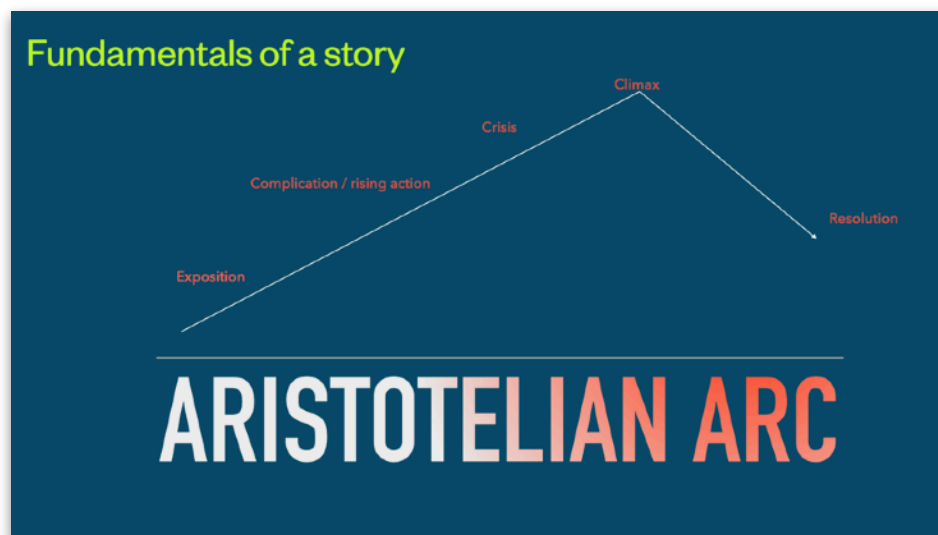 Fundamentals of a story
Climax
Crisis
Complication / rising action
Resolution
Exposition
ARISTOTELIAN ARC